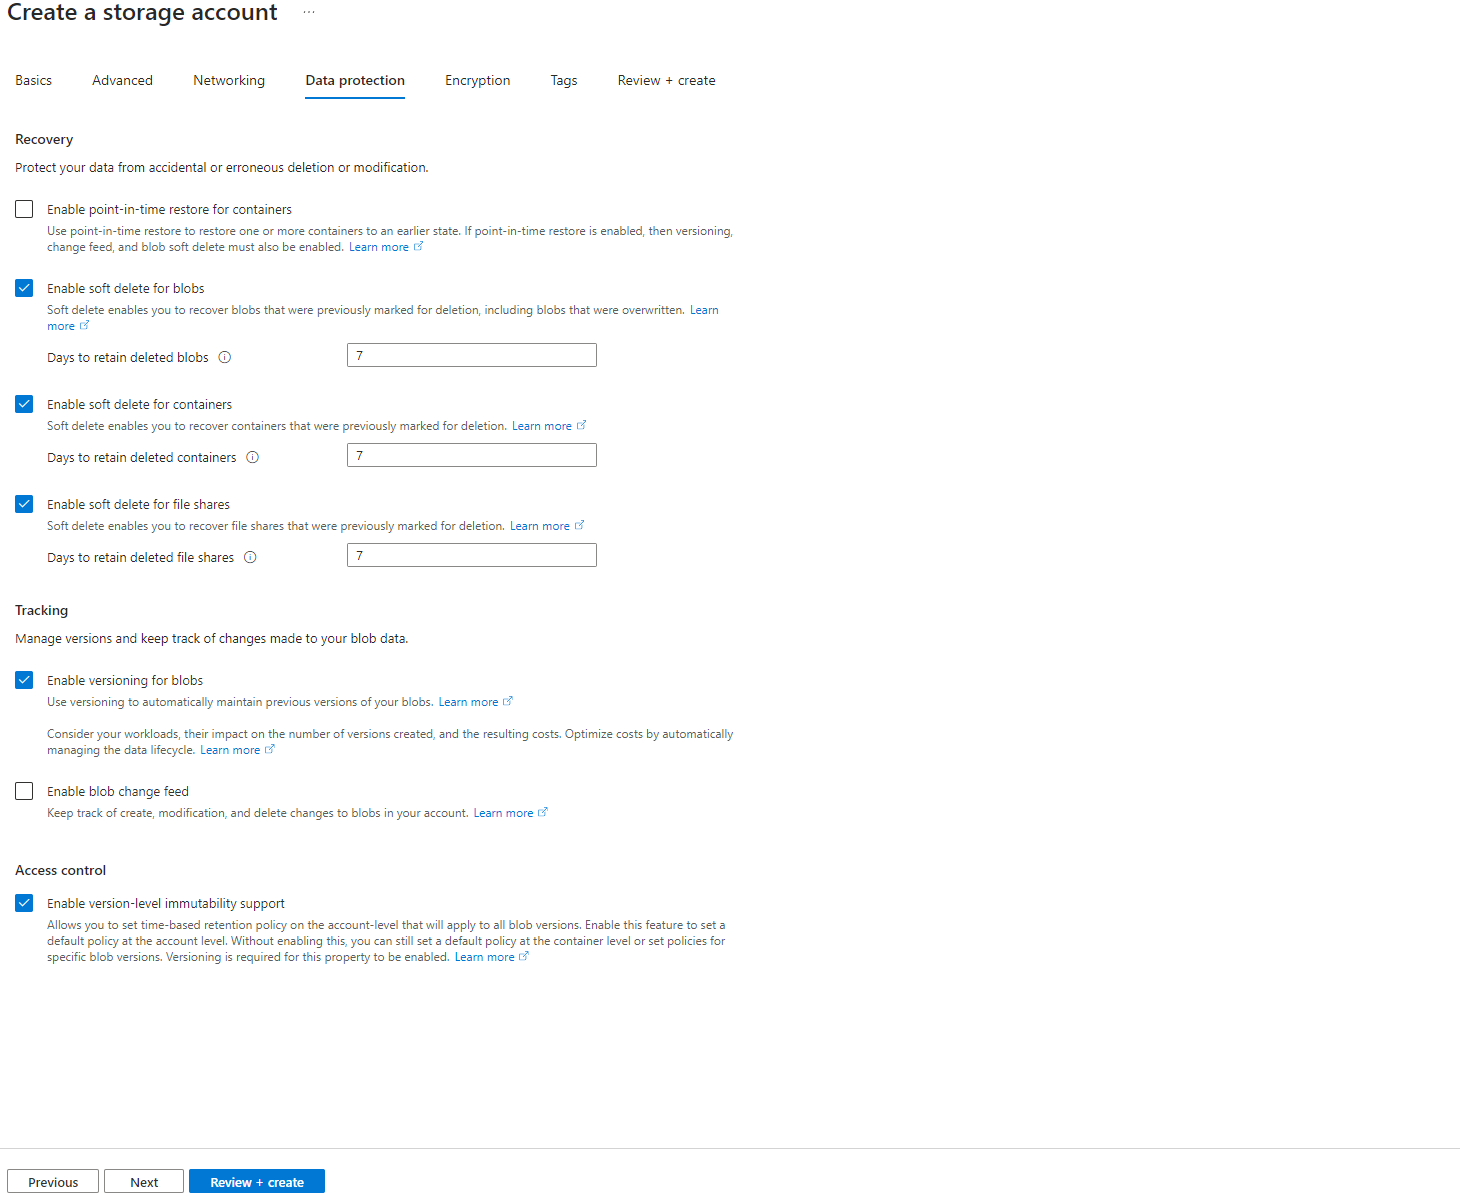 Create a storage account ...
Basics Advanced Networking Data protection Encryption Tags Review + create
Recovery
Protect your data from accidental or erroneous deletion or modification.
Enable point-in-time restore for containers
Use point-in-time restore to restore one or more containers to an earlier state. If point-in-time restore is enabled, then versioning,
change feed, and blob soft delete must also be enabled. Learn more
Enable soft delete for blobs
Soft delete enables you to recover blobs that were previously marked for deletion, including blobs that were overwritten. Learn
more
Days to retain deleted blobs 7
Enable soft delete for containers
Soft delete enables you to recover containers that were previously marked for deletion. Learn more
Days to retain deleted containers 7
Enable soft delete for file shares
Soft delete enables you to recover file shares that were previously marked for deletion. Learn more
Days to retain deleted file shares 7
Tracking
Manage versions and keep track of changes made to your blob data.
Enable versioning for blobs
Use versioning to automatically maintain previous versions of your blobs. Learn more
Consider your workloads, their impact on the number of versions created, and the resulting costs. Optimize costs by automatically
managing the data lifecycle. Learn more
Enable blob change feed
Keep track of create, modification, and delete changes to blobs in your account. Learn more
Access control
Enable version-level immutability support
Allows you to set time-based retention policy on the account-level that will apply to all blob versions. Enable this feature to set a
default policy at the account level. Without enabling this, you can still set a default policy at the container level or set policies for
specific blob versions. Versioning is required for this property to be enabled. Learn more
Previous Next Review + create